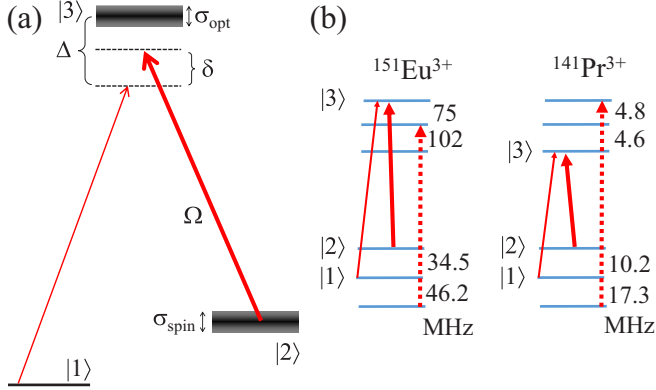 (a)
|3⟩
σopt
Δ
δ
Ω
σspin
|2⟩
|1⟩
(b)
151Eu3+
141Pr3+
|3⟩
75
102
4.8
4.6
|3⟩
|2⟩
|1⟩
34.5
46.2
|2⟩
|1⟩
10.2
17.3
MHz
MHz